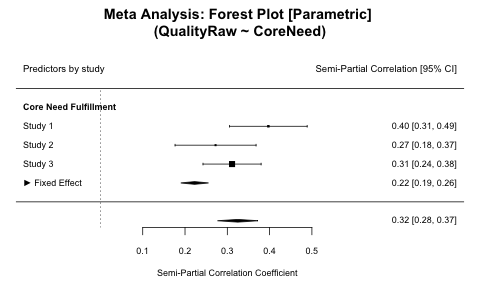 Meta Analysis: Forest Plot [Parametric]
(QualityRaw ~ CoreNeed)
Predictors by study Semi-Partial Correlation [95% CI]
Core Need Fulfillment
Study 1 0.40 [0.31, 0.49]
Study 2 0.27 [0.18, 0.37]
Study 3 0.31 [0.24, 0.38]
► Fixed Effect 0.22 [0.19, 0.26]
0.32 [0.28, 0.37]
0.1 0.2 0.3 0.4 0.5
Semi-Partial Correlation Coefficient